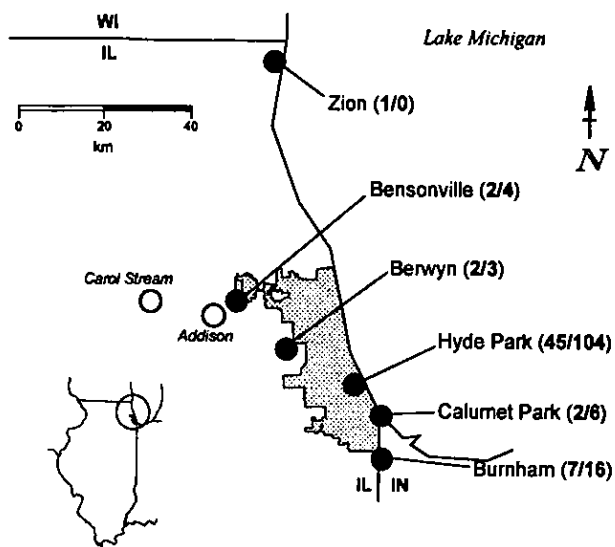 WI
IL
Lake Michigan
Zion (1/0)
0 20 40
km
N
Bensonville (2/4)
Carol Stream
Berwyn (2/3)
Addison
Hyde Park (45/104)
Calumet Park (2/6)
Burnham (7/16)
IL IN